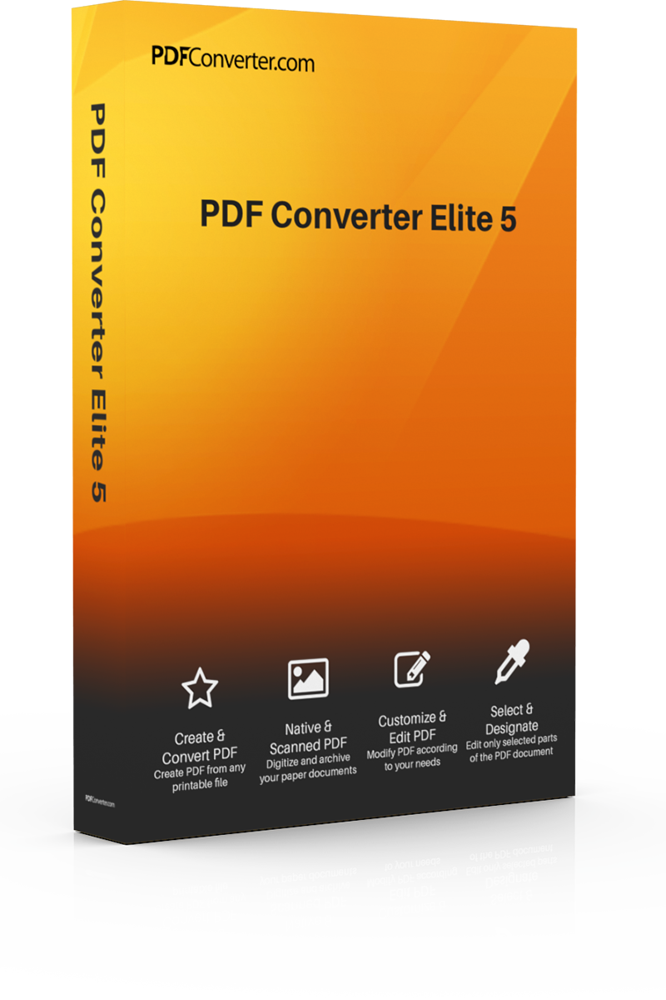 PDFConverter.com
PDF Converter Elite 5
PDF Converter Elite 5
Create &
Convert PDF
Create PDF from any
printable file
Native &
Scanned PDF
Digitize and archive
your paper documents
Customize &
Edit PDF
Modify PDF according
to your needs
Select &
Designate
Edit only selected parts
of the PDF document
PDFConverter.com